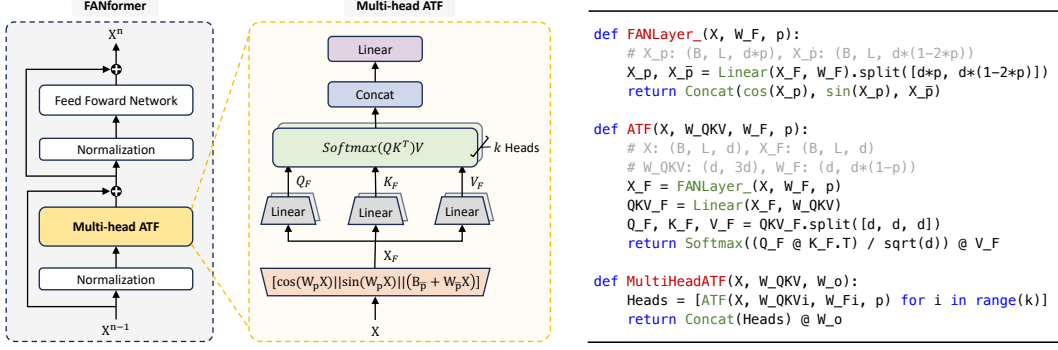 FANformer
Xⁿ
Feed Foward Network
Normalization
Multi-head ATF
Normalization
Xⁿ⁻¹
Multi-head ATF
Linear
Concat
Softmax(QKᵀ)V
k Heads
Q_F
K_F
V_F
Linear
Linear
Linear
X_F
[cos(W_pX)||sin(W_pX)||(B_p̄ + W_p̄X)]
X
def FANLayer_(X, W_F, p):
# X_p: (B, L, d*p), X_p̄: (B, L, d*(1-2*p))
X_p, X_p̄ = Linear(X_F, W_F).split([d*p, d*(1-2*p)])
return Concat(cos(X_p), sin(X_p), X_p̄)
def ATF(X, W_QKV, W_F, p):
# X: (B, L, d), X_F: (B, L, d)
# W_QKV: (d, 3d), W_F: (d, d*(1-p))
X_F = FANLayer_(X, W_F, p)
QKV_F = Linear(X_F, W_QKV)
Q_F, K_F, V_F = QKV_F.split([d, d, d])
return Softmax((Q_F @ K_F.T) / sqrt(d)) @ V_F
def MultiHeadATF(X, W_QKV, W_o):
Heads = [ATF(X, W_QKVi, W_Fi, p) for i in range(k)]
return Concat(Heads) @ W_o